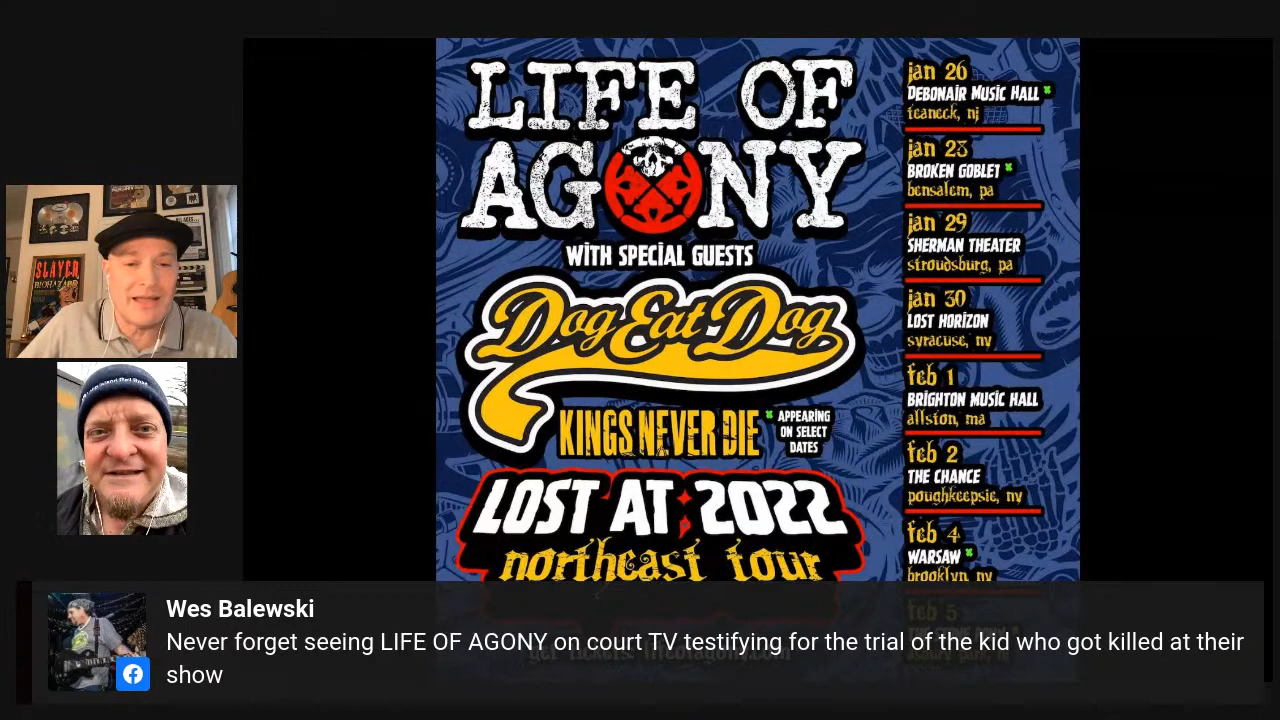 LIFE OF
AGONY
WITH SPECIAL GUESTS
Dog Eat Dog
KINGS NEVER DIE
APPEARING
ON SELECT
DATES
LOST AT 2022
northeast tour
jan 26
DEBONAIR MUSIC HALL
teaneck, nj
jan 28
BROKEN GOBLET
bensalem, pa
jan 29
SHERMAN THEATER
stroudsburg, pa
jan 30
LOST HORIZON
syracuse, ny
feb 1
BRIGHTON MUSIC HALL
allston, ma
feb 2
THE CHANCE
poughkeepsie, ny
feb 4
WARSAW
brooklyn, ny
feb 5
SLAYER
BIOHAZARD
Wes Balewski
Never forget seeing LIFE OF AGONY on court TV testifying for the trial of the kid who got killed at their
show